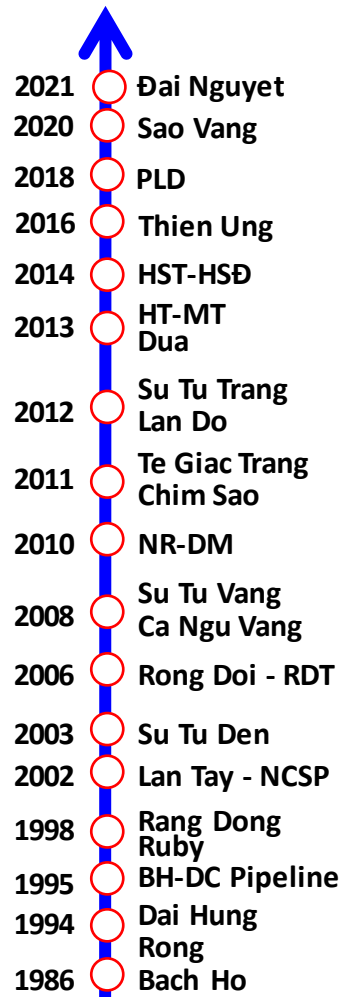 2021 Đai Nguyet
2020 Sao Vang
2018 PLD
2016 Thien Ung
2014 HST-HSĐ
2013 HT-MT
Dua
2012 Su Tu Trang
Lan Do
2011 Te Giac Trang
Chim Sao
2010 NR-DM
2008 Su Tu Vang
Ca Ngu Vang
2006 Rong Doi - RDT
2003 Su Tu Den
2002 Lan Tay - NCSP
1998 Rang Dong
Ruby
1995 BH-DC Pipeline
1994 Dai Hung
Rong
1986 Bach Ho